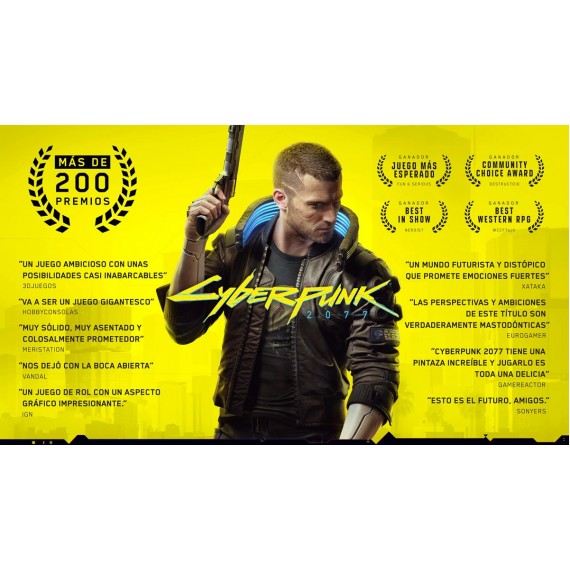 MÁS DE
200
PREMIOS
GANADOR
JUEGO MÁS
ESPERADO
FUN & SERIOUS
GANADOR
COMMUNITY
CHOICE AWARD
DESTRUCTOID
GANADOR
BEST
IN SHOW
NERDIST
GANADOR
BEST
WESTERN RPG
"UN JUEGO AMBICIOSO CON UNAS
POSIBILIDADES CASI INABARCABLES"
3DJUEGOS
"VA A SER UN JUEGO GIGANTESCO"
HOBBYCONSOLAS
"MUY SÓLIDO, MUY ASENTADO Y
COLOSALMENTE PROMETEDOR"
MERISTATION
"NOS DEJÓ CON LA BOCA ABIERTA"
VANDAL
"UN JUEGO DE ROL CON UN ASPECTO
GRÁFICO IMPRESIONANTE."
IGN
CYBERPUNK
2077
"UN MUNDO FUTURISTA Y DISTÓPICO
QUE PROMETE EMOCIONES FUERTES"
XATAKA
"LAS PERSPECTIVAS Y AMBICIONES
DE ESTE TÍTULO SON
VERDADERAMENTE MASTODÓNTICAS"
EUROGAMER
"CYBERPUNK 2077 TIENE UNA
PINTAZA INCREÍBLE Y JUGARLO ES
TODA UNA DELICIA"
GAMEREACTOR
"ESTO ES EL FUTURO, AMIGOS."
SONYERS